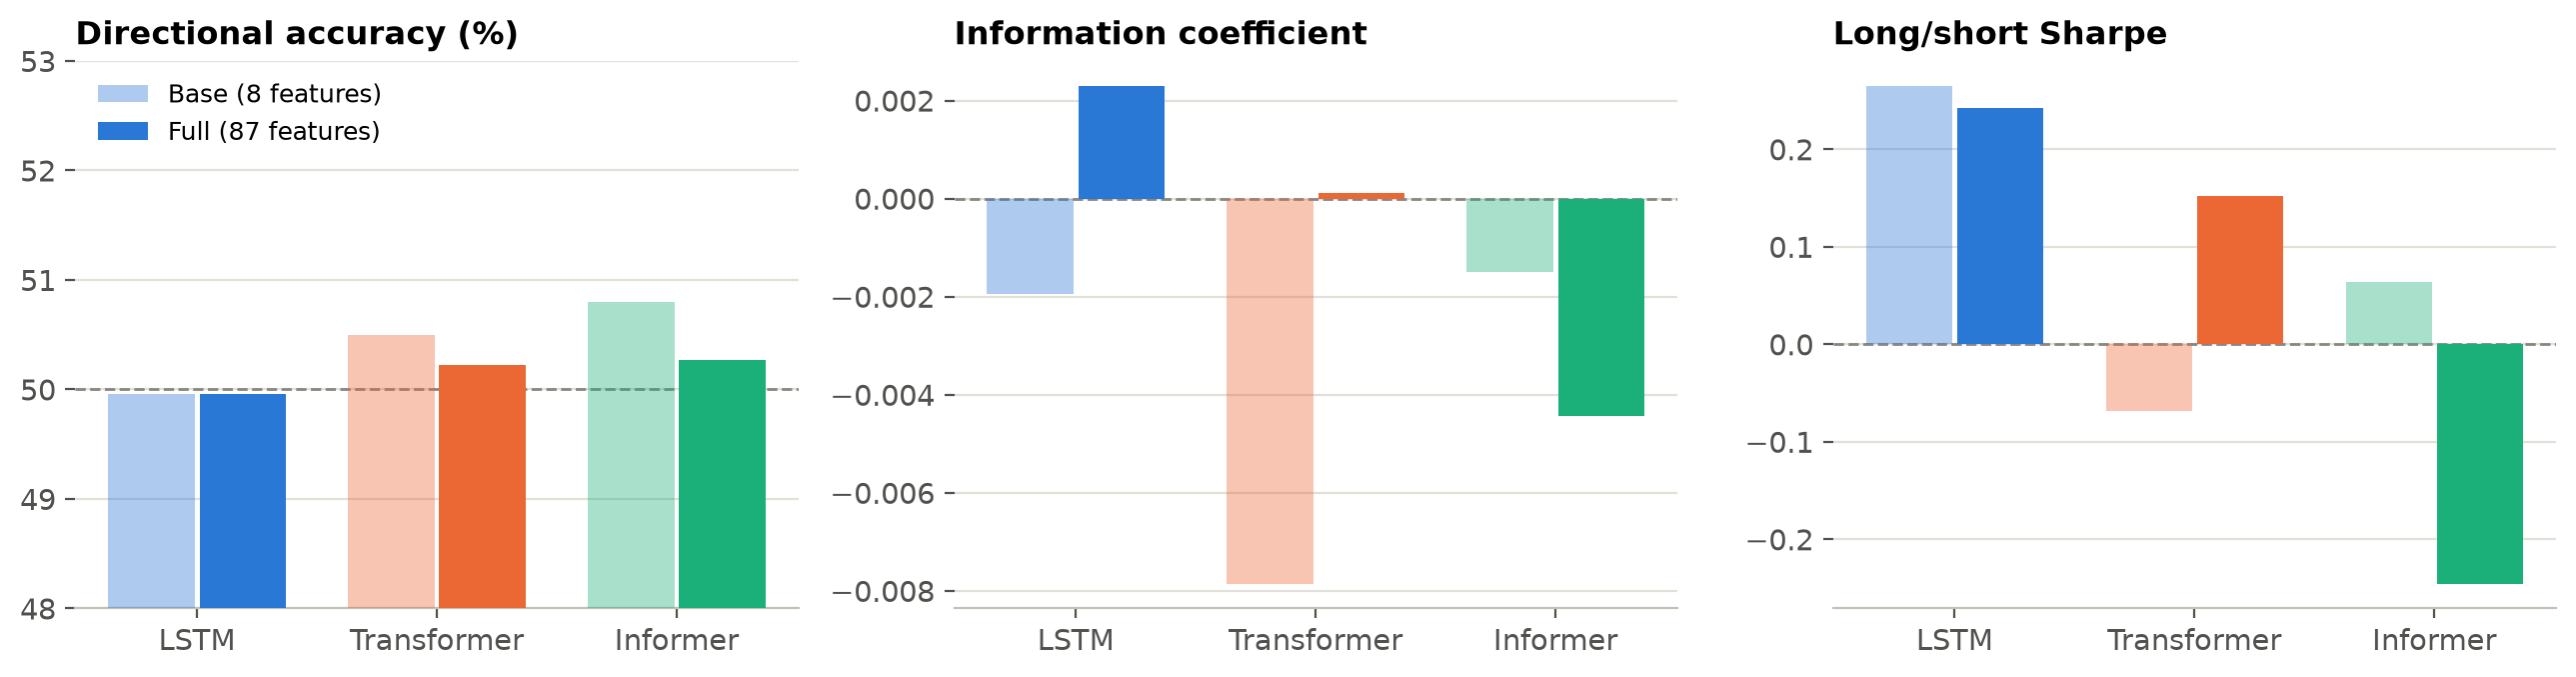 Directional accuracy (%)
53
52
51
50
49
48
Base (8 features)
Full (87 features)
LSTM Transformer Informer
Information coefficient
0.002
0.000
−0.002
−0.004
−0.006
−0.008
LSTM Transformer Informer
Long/short Sharpe
0.2
0.1
0.0
−0.1
−0.2
LSTM Transformer Informer